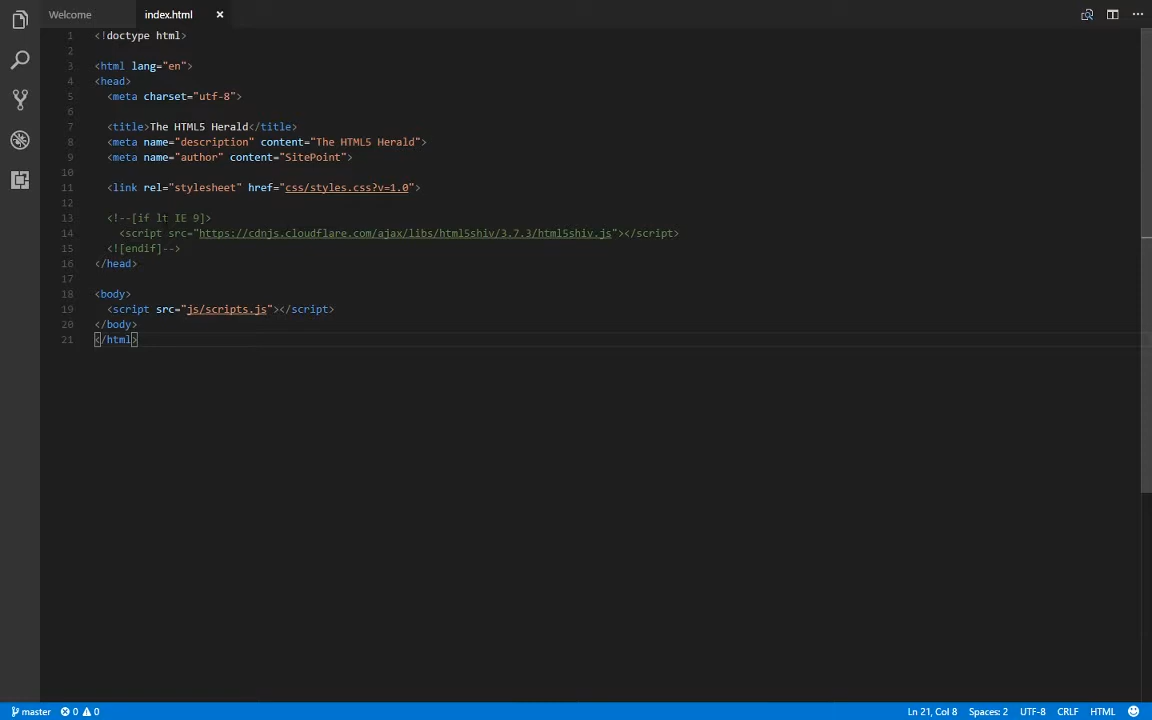 Welcome index.html
1 <!doctype html>
2
3 <html lang="en">
4 <head>
5 <meta charset="utf-8">
6
7 <title>The HTML5 Herald</title>
8 <meta name="description" content="The HTML5 Herald">
9 <meta name="author" content="SitePoint">
10
11 <link rel="stylesheet" href="css/styles.css?v=1.0">
12
13 <!--[if lt IE 9]>
14 <script src="https://cdnjs.cloudflare.com/ajax/libs/html5shiv/3.7.3/html5shiv.js"></script>
15 <![endif]-->
16 </head>
17
18 <body>
19 <script src="js/scripts.js"></script>
20 </body>
21 </html>
master 0 0 Ln 21, Col 8 Spaces: 2 UTF-8 CRLF HTML